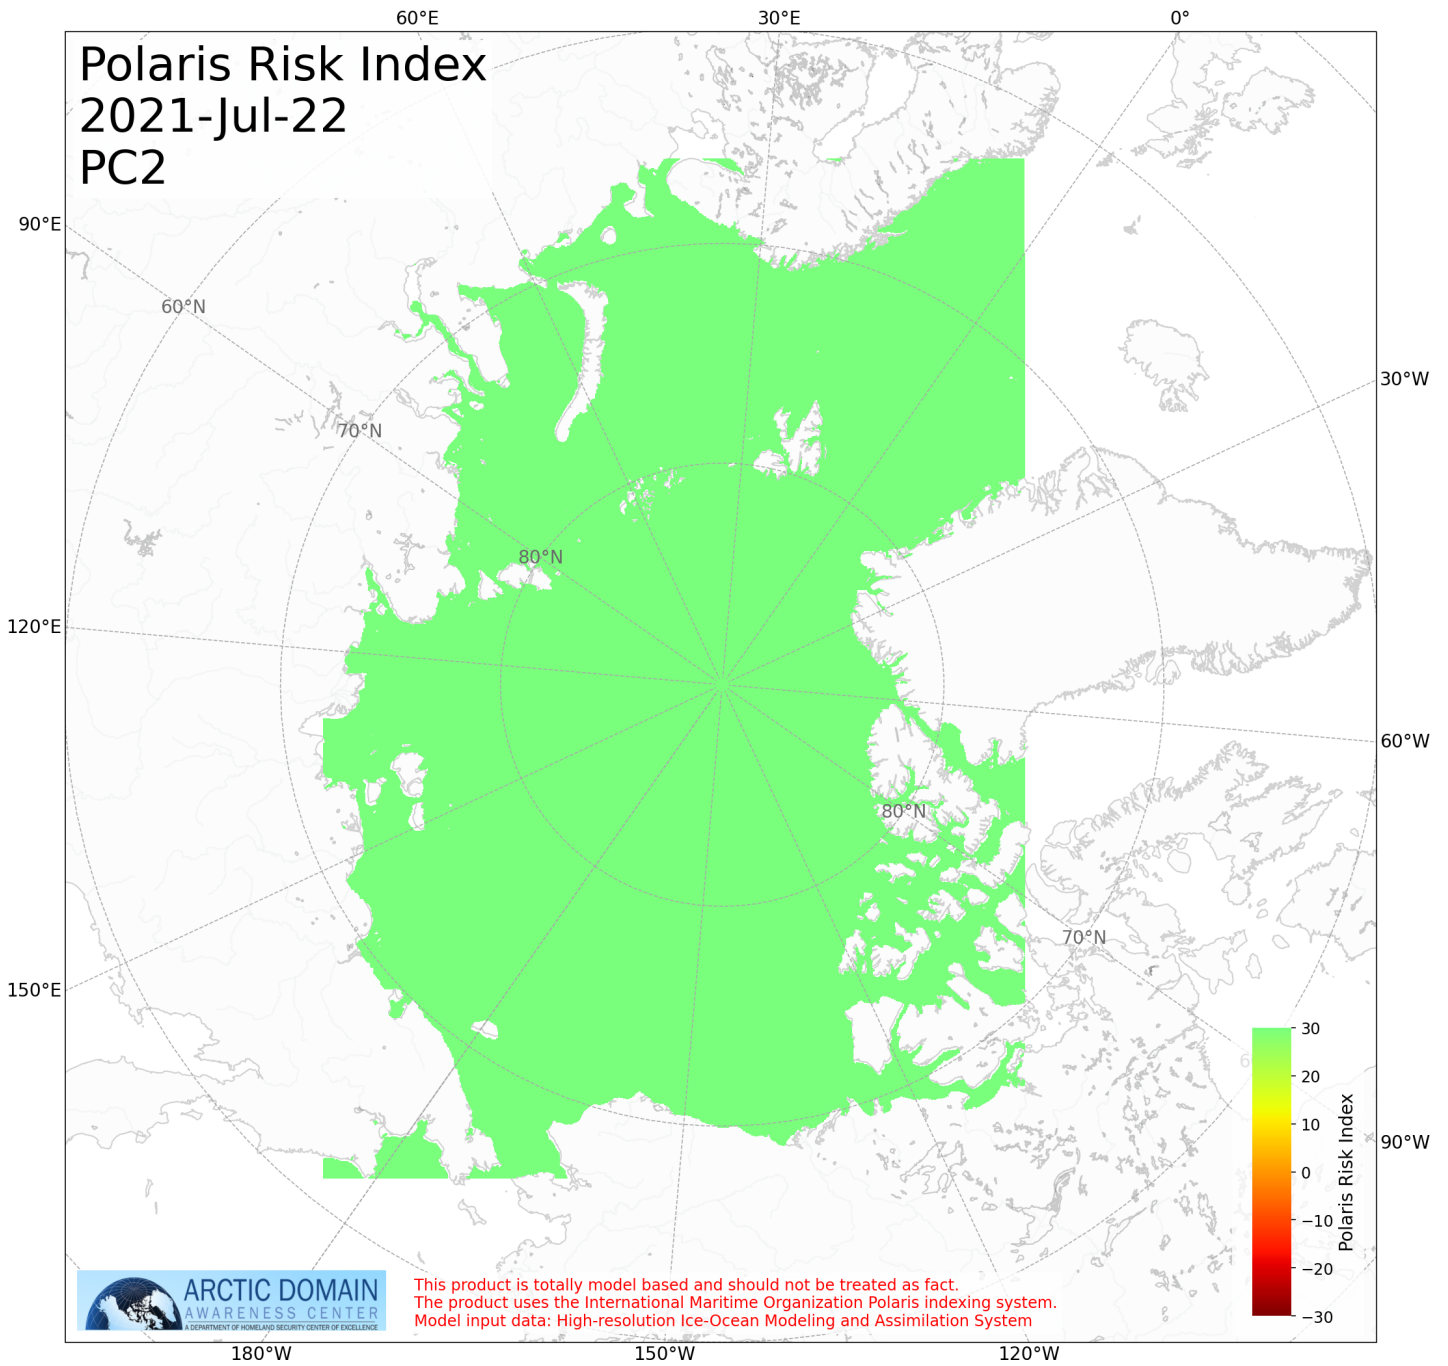 60°E 30°E 0°
Polaris Risk Index
2021-Jul-22
PC2
90°E
60°N
30°W
70°N
80°N
120°E
60°W
80°N
70°N
150°E
30
20
10
0
−10
−20
−30
Polaris Risk Index
90°W
ARCTIC DOMAIN
AWARENESS CENTER
A DEPARTMENT OF HOMELAND SECURITY CENTER OF EXCELLENCE
This product is totally model based and should not be treated as fact.
The product uses the International Maritime Organization Polaris indexing system.
Model input data: High-resolution Ice-Ocean Modeling and Assimilation System
180°W 150°W 120°W